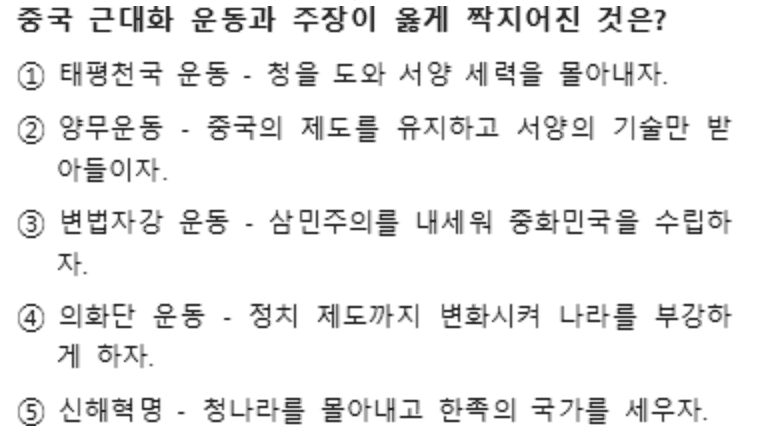 중국 근대화 운동과 주장이 옳게 짝지어진 것은?
① 태평천국 운동 - 청을 도와 서양 세력을 몰아내자.
② 양무운동 - 중국의 제도를 유지하고 서양의 기술만 받
아들이자.
③ 변법자강 운동 - 삼민주의를 내세워 중화민국을 수립하
자.
④ 의화단 운동 - 정치 제도까지 변화시켜 나라를 부강하
게 하자.
⑤ 신해혁명 - 청나라를 몰아내고 한족의 국가를 세우자.